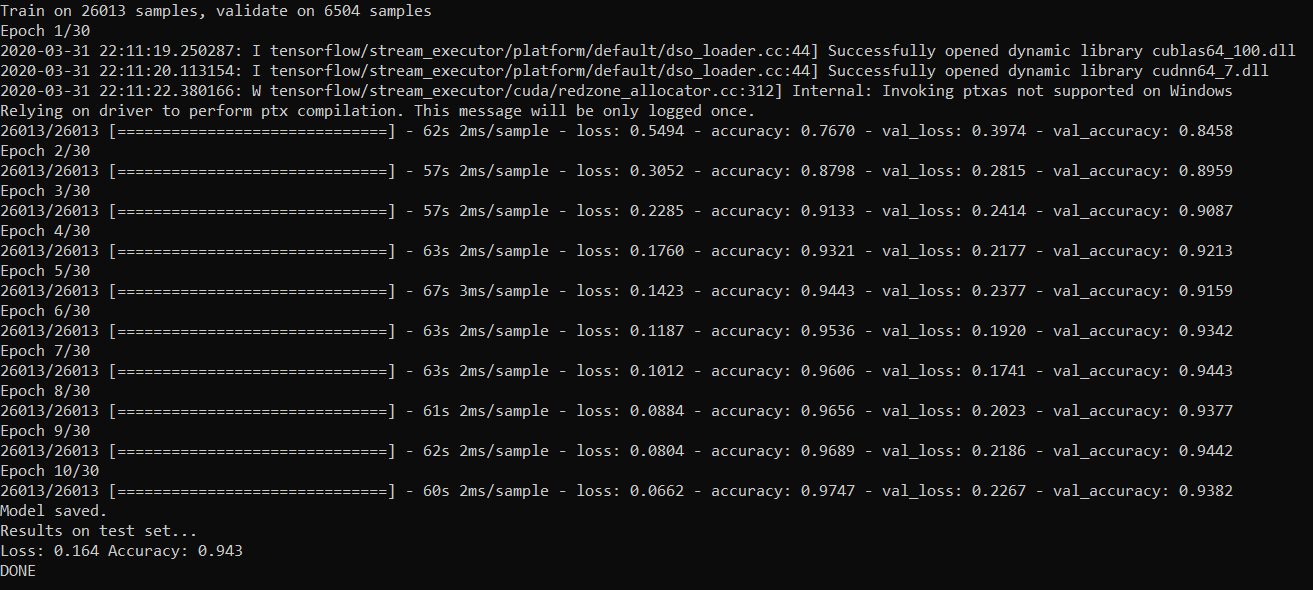 Train on 26013 samples, validate on 6504 samples
Epoch 1/30
2020-03-31 22:11:19.250287: I tensorflow/stream_executor/platform/default/dso_loader.cc:44] Successfully opened dynamic library cublas64_100.dll
2020-03-31 22:11:20.113154: I tensorflow/stream_executor/platform/default/dso_loader.cc:44] Successfully opened dynamic library cudnn64_7.dll
2020-03-31 22:11:22.380166: W tensorflow/stream_executor/cuda/redzone_allocator.cc:312] Internal: Invoking ptxas not supported on Windows
Relying on driver to perform ptx compilation. This message will be only logged once.
26013/26013 [==============================] - 62s 2ms/sample - loss: 0.5494 - accuracy: 0.7670 - val_loss: 0.3974 - val_accuracy: 0.8458
Epoch 2/30
26013/26013 [==============================] - 57s 2ms/sample - loss: 0.3052 - accuracy: 0.8798 - val_loss: 0.2815 - val_accuracy: 0.8959
Epoch 3/30
26013/26013 [==============================] - 57s 2ms/sample - loss: 0.2285 - accuracy: 0.9133 - val_loss: 0.2414 - val_accuracy: 0.9087
Epoch 4/30
26013/26013 [==============================] - 63s 2ms/sample - loss: 0.1760 - accuracy: 0.9321 - val_loss: 0.2177 - val_accuracy: 0.9213
Epoch 5/30
26013/26013 [==============================] - 67s 3ms/sample - loss: 0.1423 - accuracy: 0.9443 - val_loss: 0.2377 - val_accuracy: 0.9159
Epoch 6/30
26013/26013 [==============================] - 63s 2ms/sample - loss: 0.1187 - accuracy: 0.9536 - val_loss: 0.1920 - val_accuracy: 0.9342
Epoch 7/30
26013/26013 [==============================] - 63s 2ms/sample - loss: 0.1012 - accuracy: 0.9606 - val_loss: 0.1741 - val_accuracy: 0.9443
Epoch 8/30
26013/26013 [==============================] - 61s 2ms/sample - loss: 0.0884 - accuracy: 0.9656 - val_loss: 0.2023 - val_accuracy: 0.9377
Epoch 9/30
26013/26013 [==============================] - 62s 2ms/sample - loss: 0.0804 - accuracy: 0.9689 - val_loss: 0.2186 - val_accuracy: 0.9442
Epoch 10/30
26013/26013 [==============================] - 60s 2ms/sample - loss: 0.0662 - accuracy: 0.9747 - val_loss: 0.2267 - val_accuracy: 0.9382
Model saved.
Results on test set...
Loss: 0.164 Accuracy: 0.943
DONE